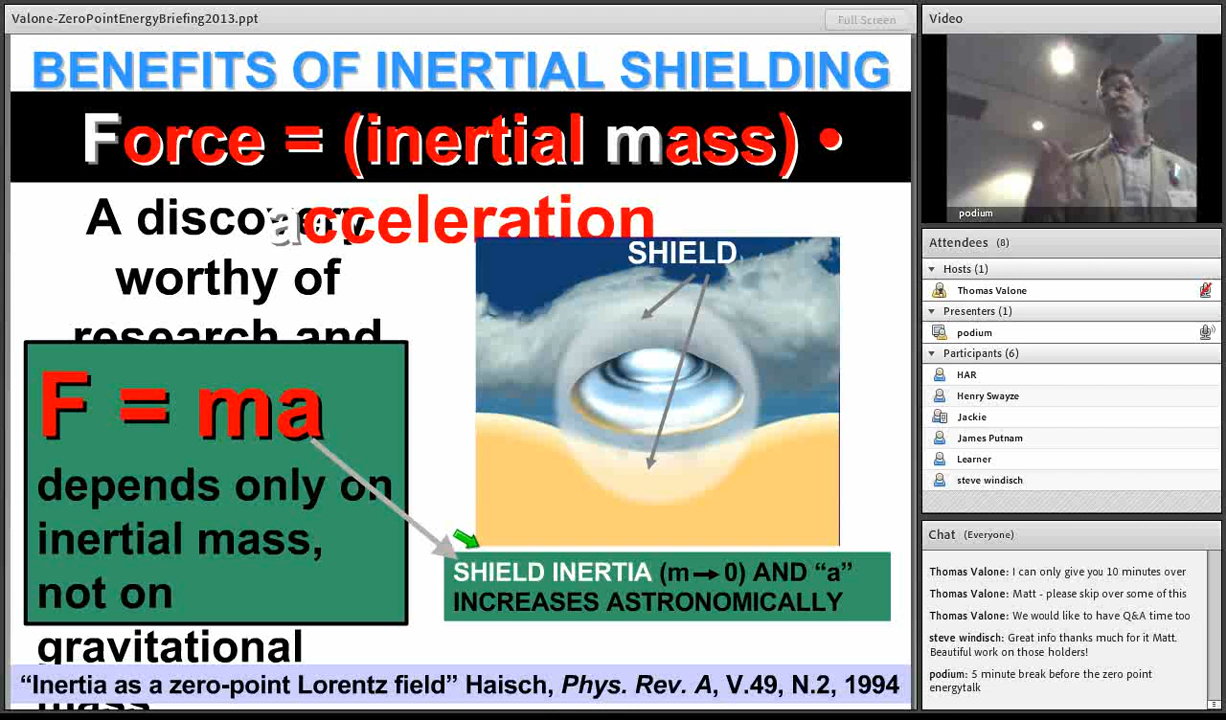 Valone-ZeroPointEnergyBriefing2013.ppt
Full Screen
BENEFITS OF INERTIAL SHIELDING
Force = (inertial mass) •
acceleration
A discovery
worthy of
research and
F = ma
depends only on
inertial mass,
not on
gravitational
mass
SHIELD
SHIELD INERTIA (m→0) AND “a”
INCREASES ASTRONOMICALLY
“Inertia as a zero-point Lorentz field” Haisch, Phys. Rev. A, V.49, N.2, 1994
Video
podium
Attendees (8)
Hosts (1)
Thomas Valone
Presenters (1)
podium
Participants (6)
HAR
Henry Swayze
Jackie
James Putnam
Learner
steve windisch
Chat (Everyone)
Thomas Valone: I can only give you 10 minutes over
Thomas Valone: Matt - please skip over some of this
Thomas Valone: We would like to have Q&A time too
steve windisch: Great info thanks much for it Matt.
Beautiful work on those holders!
podium: 5 minute break before the zero point
energytalk